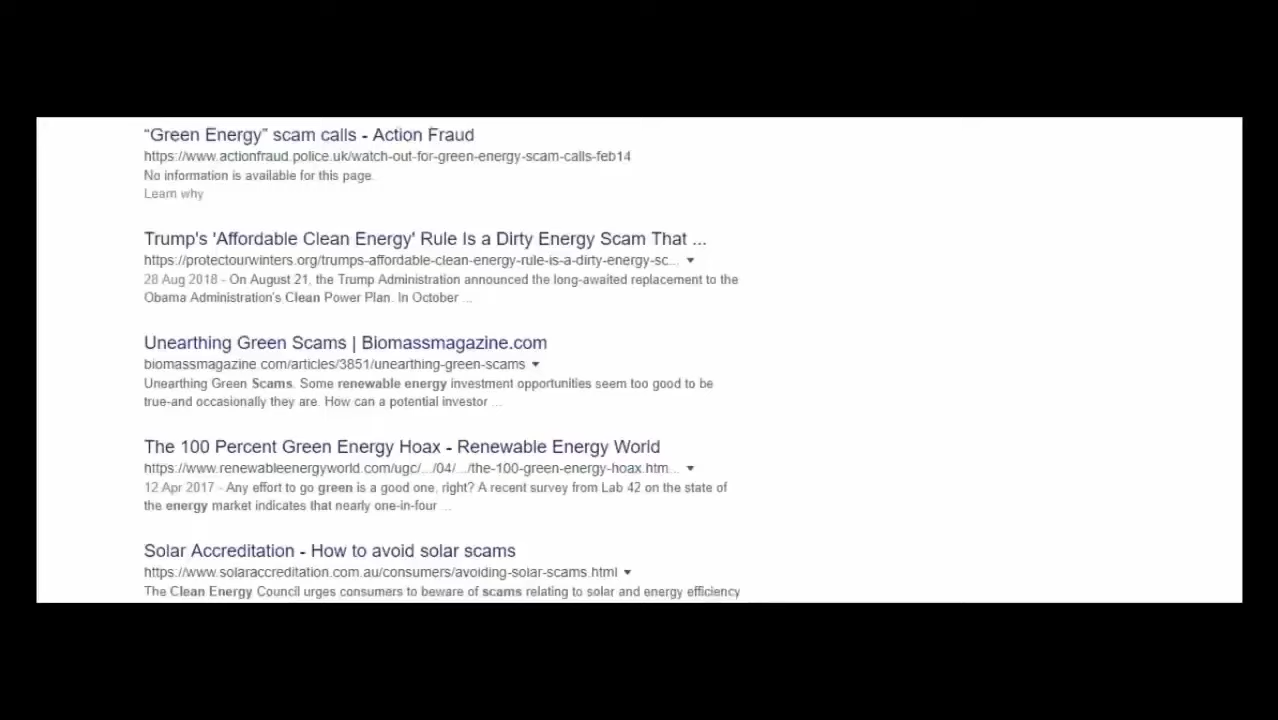 “Green Energy” scam calls - Action Fraud
https://www.actionfraud.police.uk/watch-out-for-green-energy-scam-calls-feb14
No information is available for this page.
Learn why
Trump's 'Affordable Clean Energy' Rule Is a Dirty Energy Scam That ...
https://protectourwinters.org/trumps-affordable-clean-energy-rule-is-a-dirty-energy-sc...
28 Aug 2018 - On August 21, the Trump Administration announced the long-awaited replacement to the
Obama Administration's Clean Power Plan. In October ...
Unearthing Green Scams | Biomassmagazine.com
biomassmagazine.com/articles/3851/unearthing-green-scams
Unearthing Green Scams. Some renewable energy investment opportunities seem too good to be
true-and occasionally they are. How can a potential investor ...
The 100 Percent Green Energy Hoax - Renewable Energy World
https://www.renewableenergyworld.com/ugc/.../04/.../the-100-green-energy-hoax.htm...
12 Apr 2017 - Any effort to go green is a good one, right? A recent survey from Lab 42 on the state of
the energy market indicates that nearly one-in-four ...
Solar Accreditation - How to avoid solar scams
https://www.solaraccreditation.com.au/consumers/avoiding-solar-scams.html
The Clean Energy Council urges consumers to beware of scams relating to solar and energy efficiency